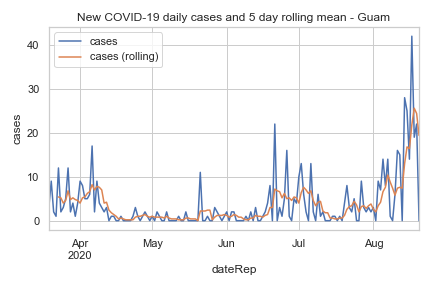 New COVID-19 daily cases and 5 day rolling mean - Guam
cases
cases (rolling)
40
30
20
10
0
cases
Apr
2020
May
Jun
Jul
Aug
dateRep